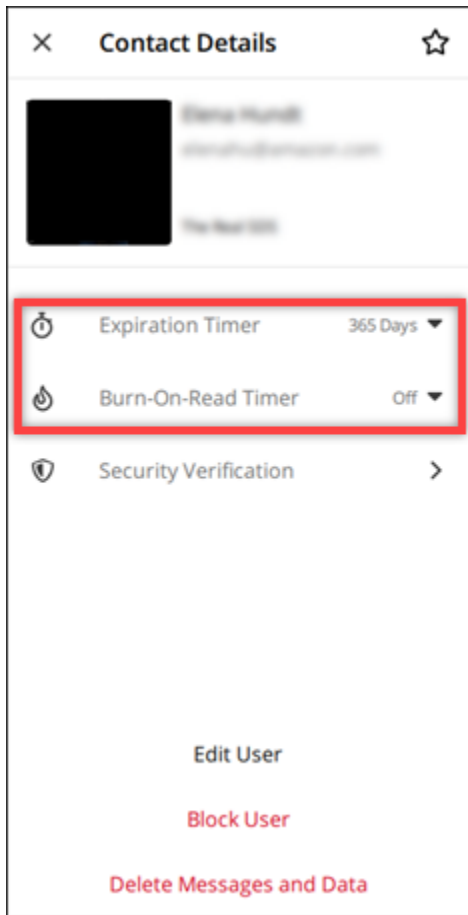 Contact Details
Expiration Timer 365 Days
Burn-On-Read Timer Off
Security Verification
Edit User
Block User
Delete Messages and Data